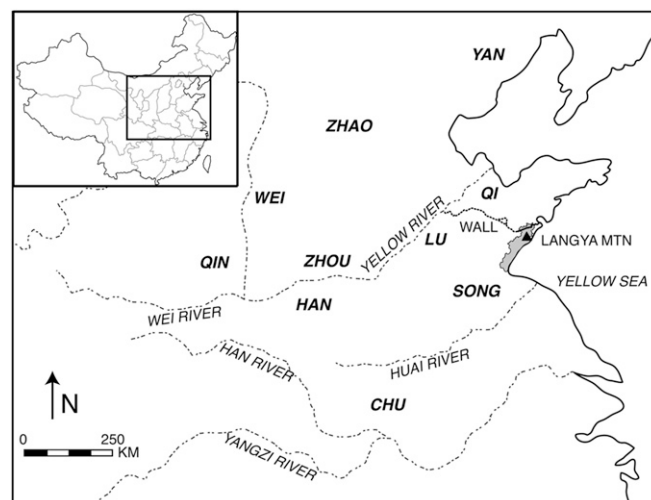 YAN
ZHAO
QI
WEI
YELLOW RIVER
WALL
LU
LANGYA MTN
QIN
ZHOU
YELLOW SEA
SONG
HAN
WEI RIVER
HAN RIVER
HUAI RIVER
N
CHU
0 250
KM
YANGZI RIVER